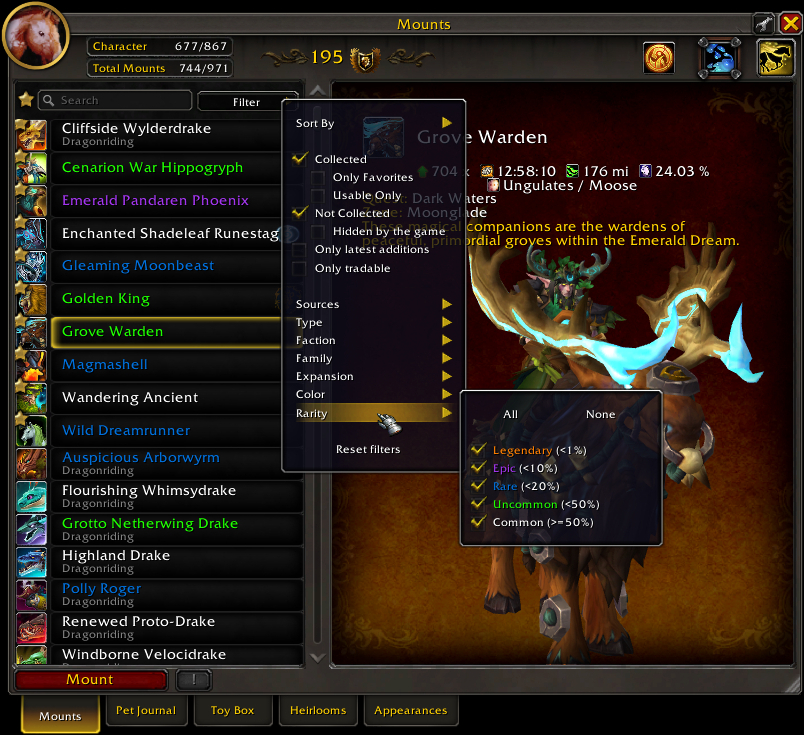 Mounts
Character 677/867
Total Mounts 744/971
195
Search
Filter
Cliffside Wylderdrake
Dragonriding
Cenarion War Hippogryph
Emerald Pandaren Phoenix
Enchanted Shadeleaf Runestag
Gleaming Moonbeast
Golden King
Grove Warden
Magmashell
Wandering Ancient
Wild Dreamrunner
Auspicious Arborwyrm
Dragonriding
Flourishing Whimsydrake
Dragonriding
Grotto Netherwing Drake
Dragonriding
Highland Drake
Dragonriding
Polly Roger
Dragonriding
Renewed Proto-Drake
Dragonriding
Windborne Velocidrake
Dragonriding
Sort By
Collected
Only Favorites
Usable Only
Not Collected
Hidden by the game
Only latest additions
Only tradable
Sources
Type
Faction
Family
Expansion
Color
Rarity
Reset filters
Grove Warden
704 x 12:58:10 176 mi 24.03 %
Ungulates / Moose
Quest: Dark Waters
Zone: Moonglade
These magical companions are the wardens of
peaceful, primordial groves within the Emerald Dream.
All None
Legendary (<1%)
Epic (<10%)
Rare (<20%)
Uncommon (<50%)
Common (>=50%)
Mount !
Mounts Pet Journal Toy Box Heirlooms Appearances